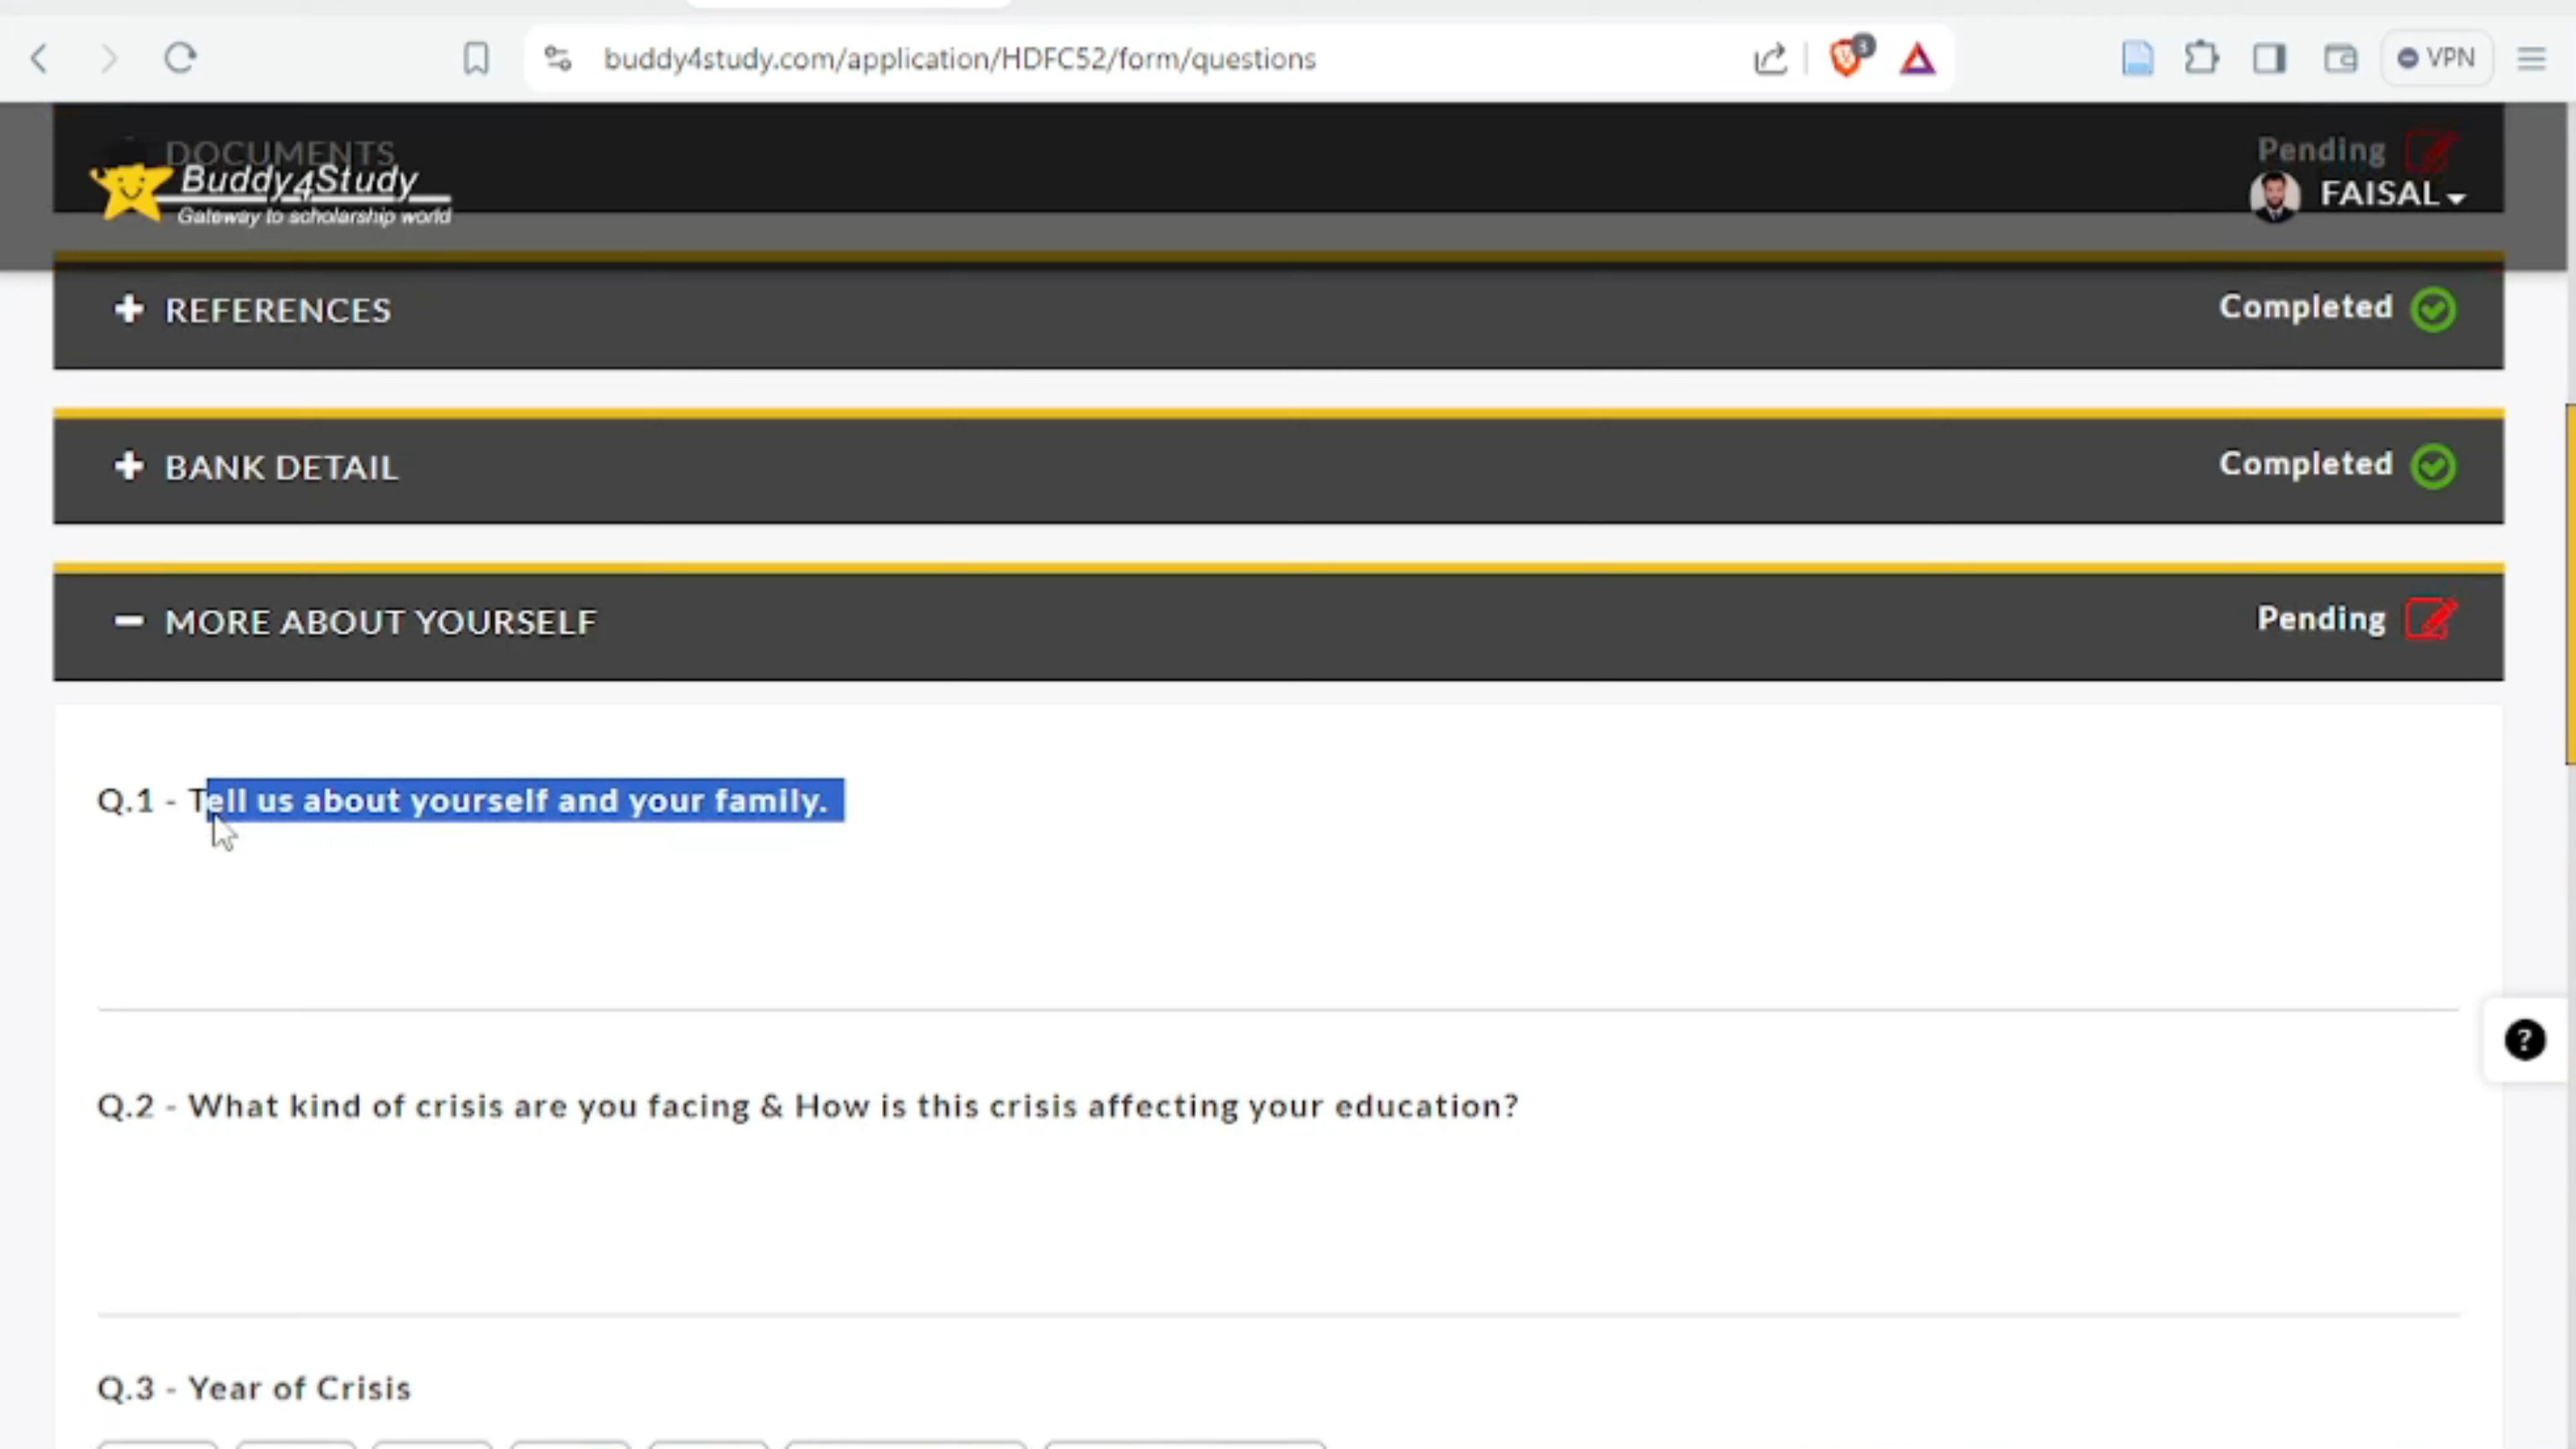 buddy4study.com/application/HDFC52/form/questions
3
VPN
DOCUMENTS
Pending
Buddy4Study
Gateway to scholarship world
FAISAL
REFERENCES
Completed
BANK DETAIL
Completed
MORE ABOUT YOURSELF
Pending
Q.1 - Tell us about yourself and your family.
Q.2 - What kind of crisis are you facing & How is this crisis affecting your education?
Q.3 - Year of Crisis